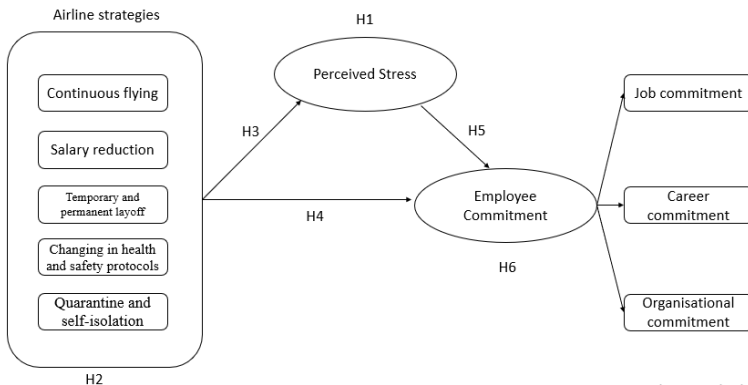 Airline strategies
Continuous flying
Salary reduction
Temporary and
permanent layoff
Changing in health
and safety protocols
Quarantine and
self-isolation
H2
H1
Perceived Stress
H3
H4
H5
Employee
Commitment
H6
Job commitment
Career
commitment
Organisational
commitment